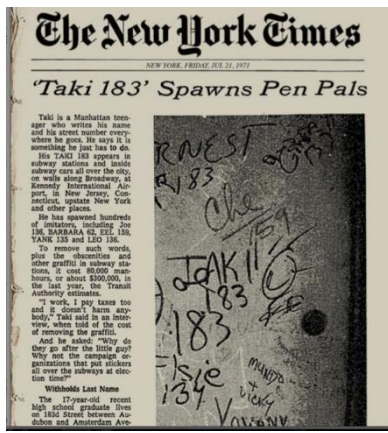 The New York Times
NEW YORK, FRIDAY, JUL 21, 1971
'Taki 183' Spawns Pen Pals
Taki is a Manhattan teen-
ager who writes his name
and his street number every-
where he goes. He says it is
something he just has to do.
His TAKI 183 appears in
subway stations and inside
subway cars all over the city,
on walls along Broadway, at
Kennedy International Air-
port, in New Jersey, Con-
necticut, upstate New York
and other places.
He has spawned hundreds
of imitators, including Joe
136, BARBARA 62, EEL 159,
YANK 135 and LEO 136.
To remove such words,
plus the obscenities and
other graffiti in subway sta-
tions, it cost 80,000 man-
hours, or about $300,000, in
the last year, the Transit
Authority estimates.
"I work, I pay taxes too
and it doesn't harm any-
body," Taki said in an inter-
view, when told of the cost
of removing the graffiti.
And he asked: "Why do
they go after the little guy?
Why not the campaign or-
ganizations that put stickers
all over the subways at elec-
tion time?"
Withholds Last Name
The 17-year-old recent
high school graduate lives
on 183d Street between Au-
dubon and Amsterdam Ave-
RNEST
183
Che
159
TAKI
183
183
Elsie
134